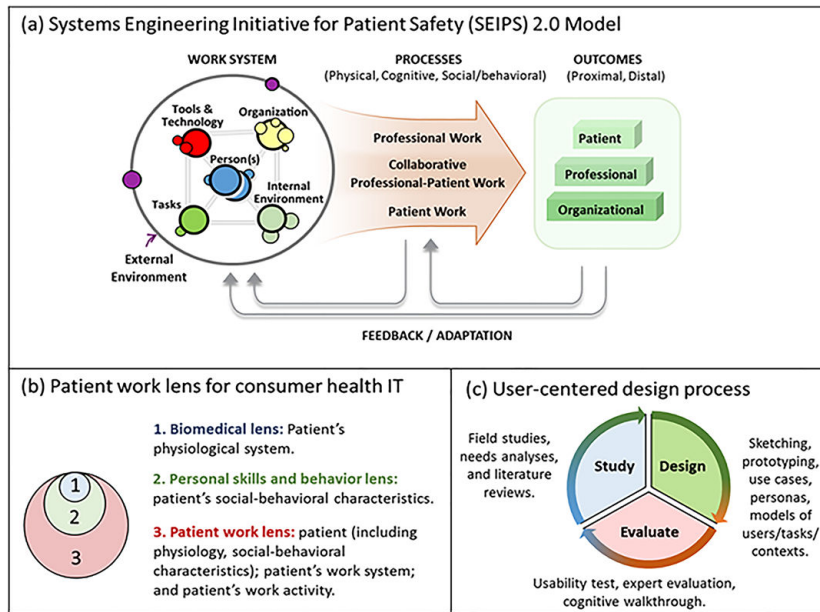 (a) Systems Engineering Initiative for Patient Safety (SEIPS) 2.0 Model
WORK SYSTEM
PROCESSES
(Physical, Cognitive, Social/behavioral)
OUTCOMES
(Proximal, Distal)
Tools &
Technology
Organization
Person(s)
Tasks
Internal
Environment
External
Environment
Professional Work
Collaborative
Professional-Patient Work
Patient Work
Patient
Professional
Organizational
FEEDBACK / ADAPTATION
(b) Patient work lens for consumer health IT
1
2
3
1. Biomedical lens: Patient's
physiological system.
2. Personal skills and behavior lens:
patient's social-behavioral characteristics.
3. Patient work lens: patient (including
physiology, social-behavioral
characteristics); patient's work system;
and patient's work activity.
(c) User-centered design process
Field studies,
needs analyses,
and literature
reviews.
Study
Design
Evaluate
Sketching,
prototyping,
use cases,
personas,
models of
users/tasks/
contexts.
Usability test, expert evaluation,
cognitive walkthrough.